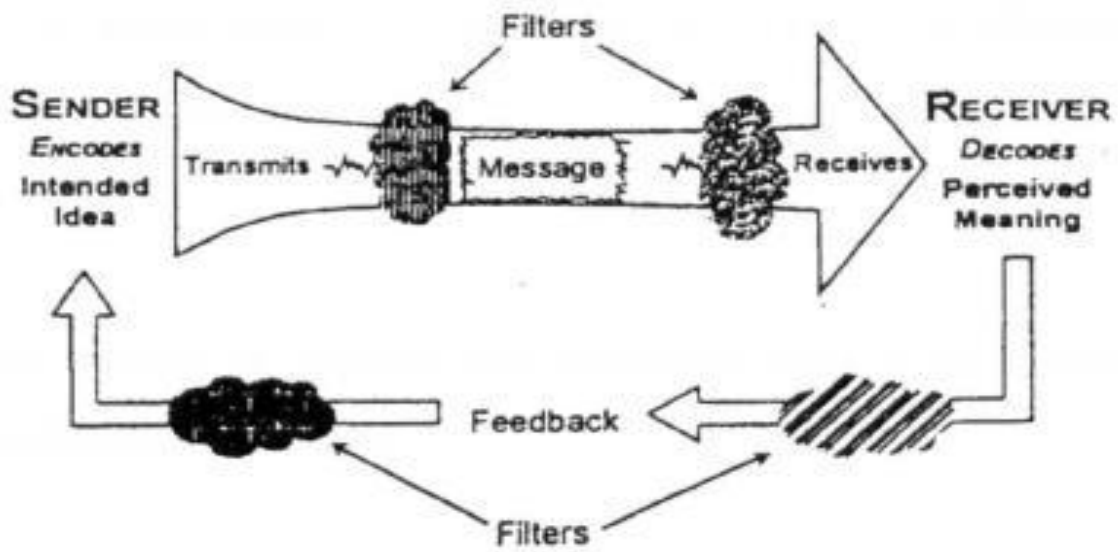 Filters
SENDER
ENCODES
Intended
Idea
Transmits
Message
Receives
RECEIVER
DECODES
Perceived
Meaning
Feedback
Filters